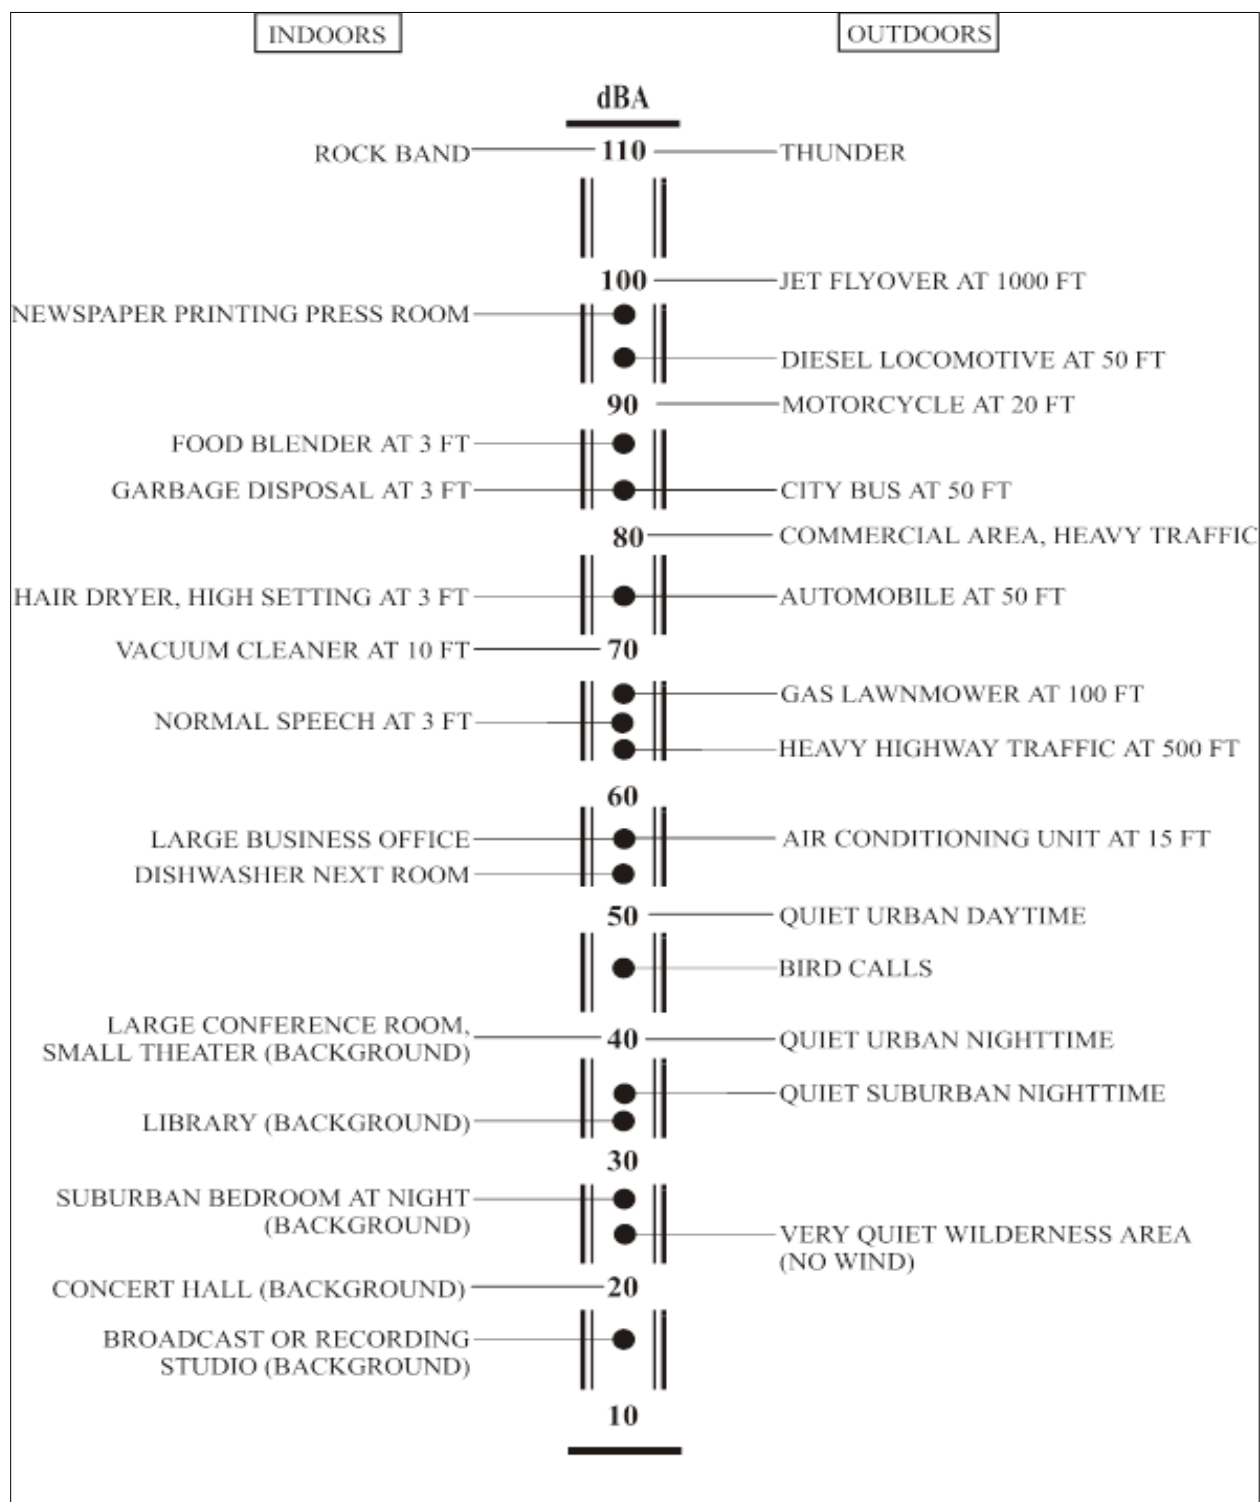 INDOORS
OUTDOORS
dBA
ROCK BAND 110 THUNDER
100 JET FLYOVER AT 1000 FT
NEWSPAPER PRINTING PRESS ROOM
DIESEL LOCOMOTIVE AT 50 FT
90 MOTORCYCLE AT 20 FT
FOOD BLENDER AT 3 FT
GARBAGE DISPOSAL AT 3 FT CITY BUS AT 50 FT
80 COMMERCIAL AREA, HEAVY TRAFFIC
HAIR DRYER, HIGH SETTING AT 3 FT AUTOMOBILE AT 50 FT
VACUUM CLEANER AT 10 FT 70
GAS LAWNMOWER AT 100 FT
NORMAL SPEECH AT 3 FT
HEAVY HIGHWAY TRAFFIC AT 500 FT
60
LARGE BUSINESS OFFICE AIR CONDITIONING UNIT AT 15 FT
DISHWASHER NEXT ROOM
50 QUIET URBAN DAYTIME
BIRD CALLS
LARGE CONFERENCE ROOM,
SMALL THEATER (BACKGROUND) 40 QUIET URBAN NIGHTTIME
QUIET SUBURBAN NIGHTTIME
LIBRARY (BACKGROUND)
30
SUBURBAN BEDROOM AT NIGHT
(BACKGROUND)
VERY QUIET WILDERNESS AREA
(NO WIND)
CONCERT HALL (BACKGROUND) 20
BROADCAST OR RECORDING
STUDIO (BACKGROUND)
10